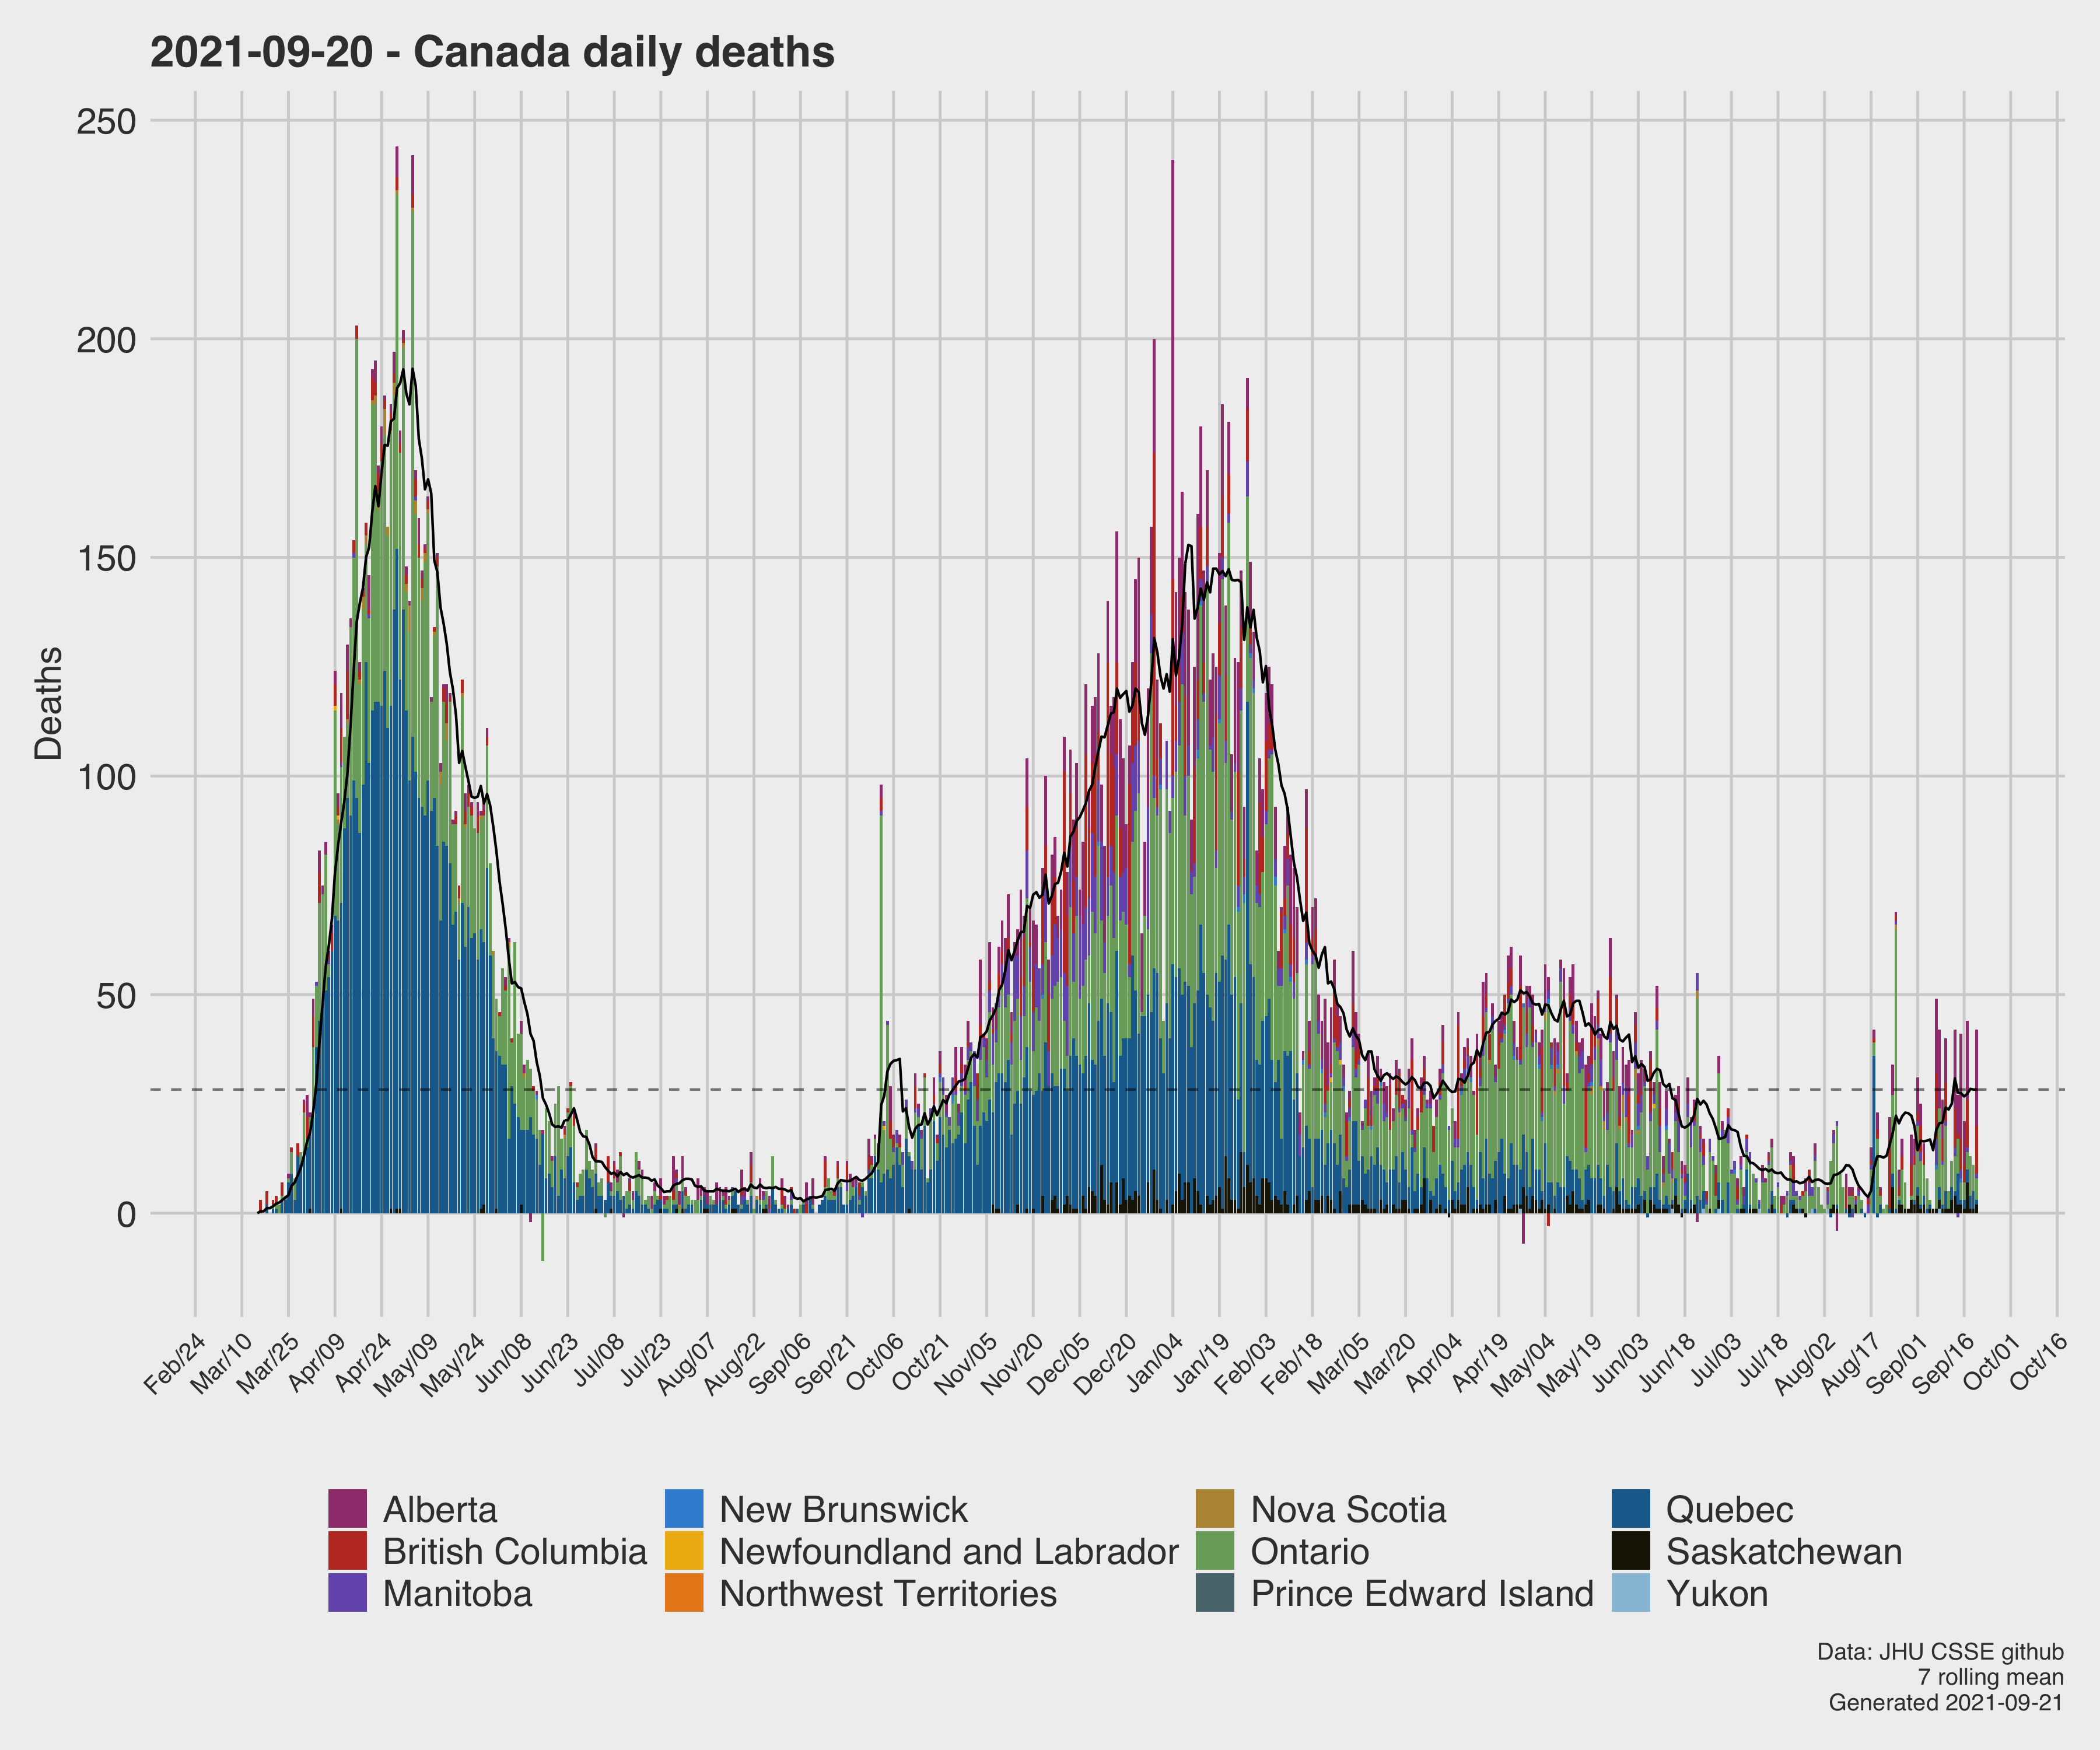 2021-09-20 - Canada daily deaths
250
200
150
100
50
0
Deaths
Feb/24 Mar/10 Mar/25 Apr/09 Apr/24 May/09 May/24 Jun/08 Jun/23 Jul/08 Jul/23 Aug/07 Aug/22 Sep/06 Sep/21 Oct/06 Oct/21 Nov/05 Nov/20 Dec/05 Dec/20 Jan/04 Jan/19 Feb/03 Feb/18 Mar/05 Mar/20 Apr/04 Apr/19 May/04 May/19 Jun/03 Jun/18 Jul/03 Jul/18 Aug/02 Aug/17 Sep/01 Sep/16 Oct/01 Oct/16
Alberta New Brunswick Nova Scotia Quebec
British Columbia Newfoundland and Labrador Ontario Saskatchewan
Manitoba Northwest Territories Prince Edward Island Yukon
Data: JHU CSSE github
7 rolling mean
Generated 2021-09-21